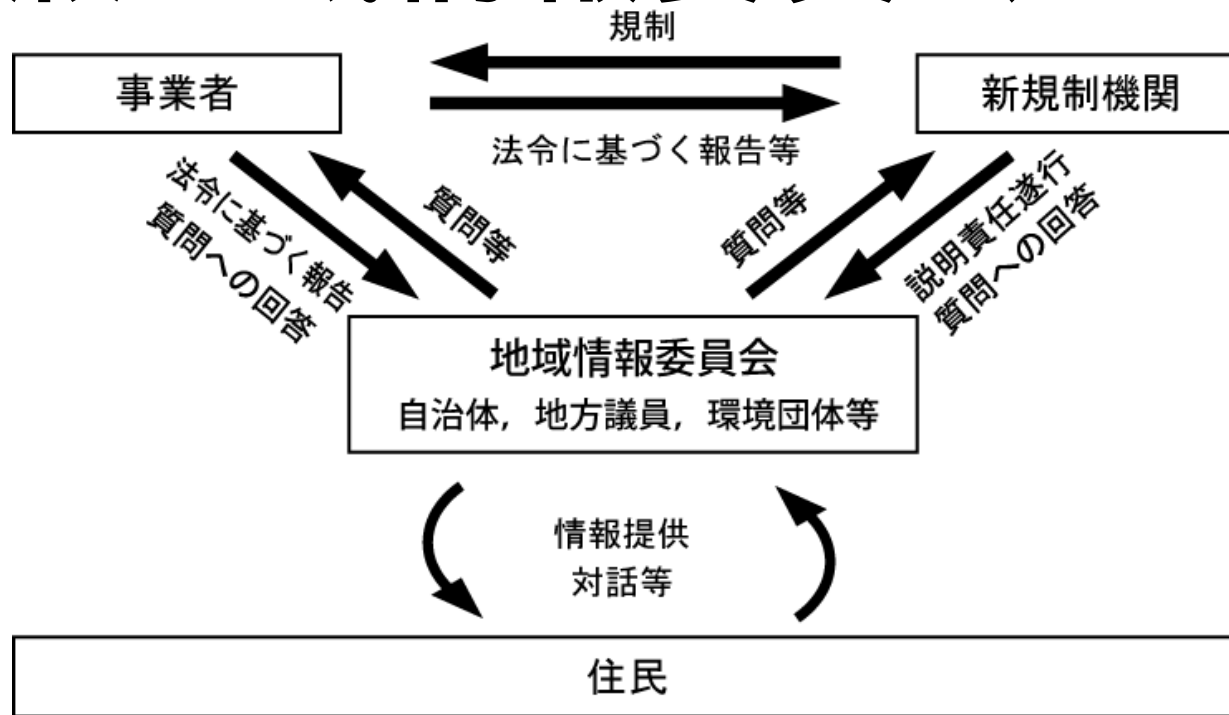 規制
事業者
新規制機関
法令に基づく報告等
法令に基づく報告
質問への回答
質問等
質問等
説明責任遂行
質問への回答
地域情報委員会
自治体，地方議員，環境団体等
情報提供
対話等
住民